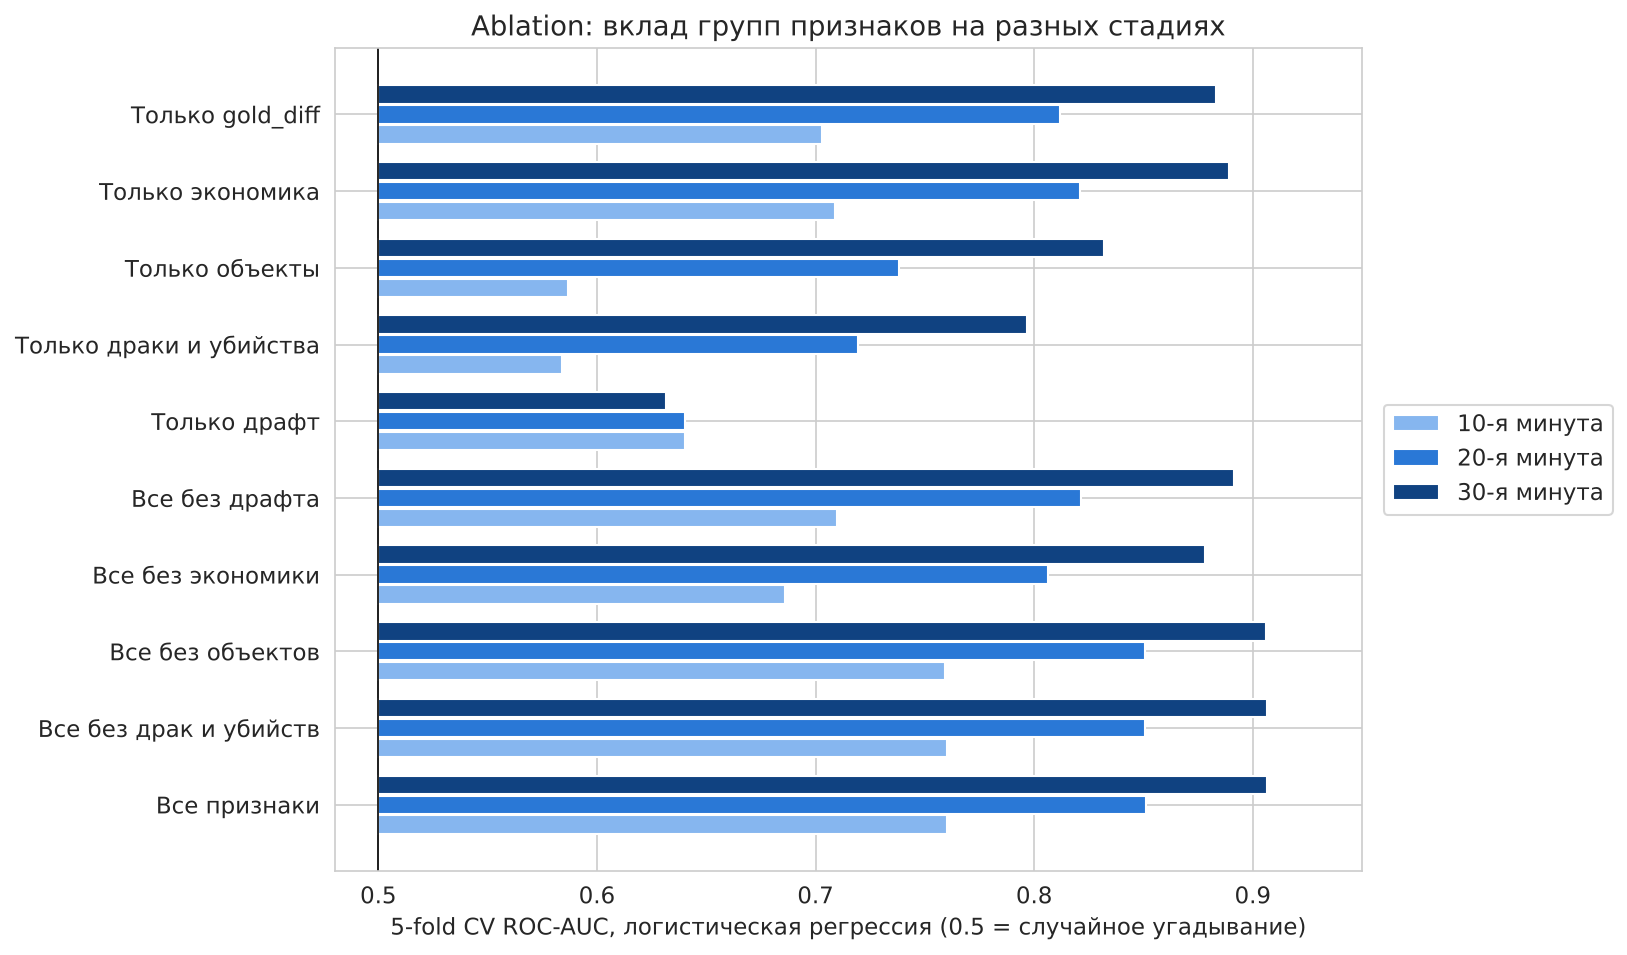 Ablation: вклад групп признаков на разных стадиях
Только gold_diff
Только экономика
Только объекты
Только драки и убийства
Только драфт
Все без драфта
Все без экономики
Все без объектов
Все без драк и убийств
Все признаки
10-я минута
20-я минута
30-я минута
0.5 0.6 0.7 0.8 0.9
5-fold CV ROC-AUC, логистическая регрессия (0.5 = случайное угадывание)